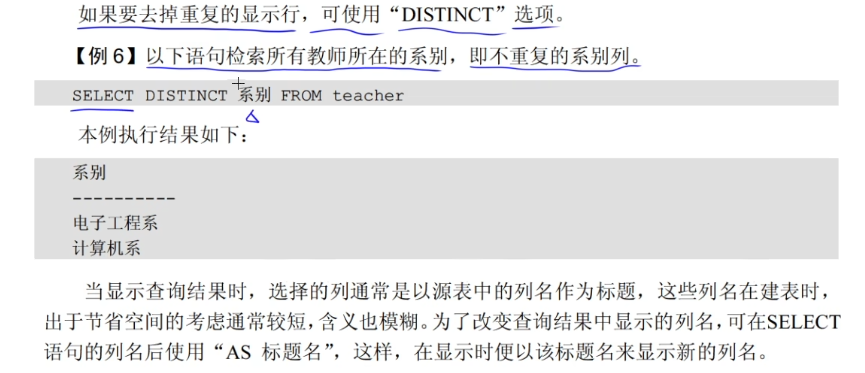 如果要去掉重复的显示行，可使用“DISTINCT”选项。
【例 6】以下语句检索所有教师所在的系别，即不重复的系别列。
SELECT DISTINCT 系别 FROM teacher
本例执行结果如下：
系别
----------
电子工程系
计算机系
当显示查询结果时，选择的列通常是以源表中的列名作为标题，这些列名在建表时，
出于节省空间的考虑通常较短，含义也模糊。为了改变查询结果中显示的列名，可在SELECT
语句的列名后使用“AS 标题名”，这样，在显示时便以该标题名来显示新的列名。